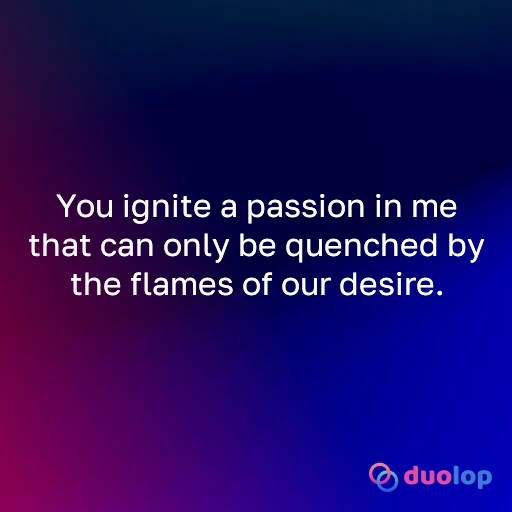 You ignite a passion in me
that can only be quenched by
the flames of our desire.
duolop